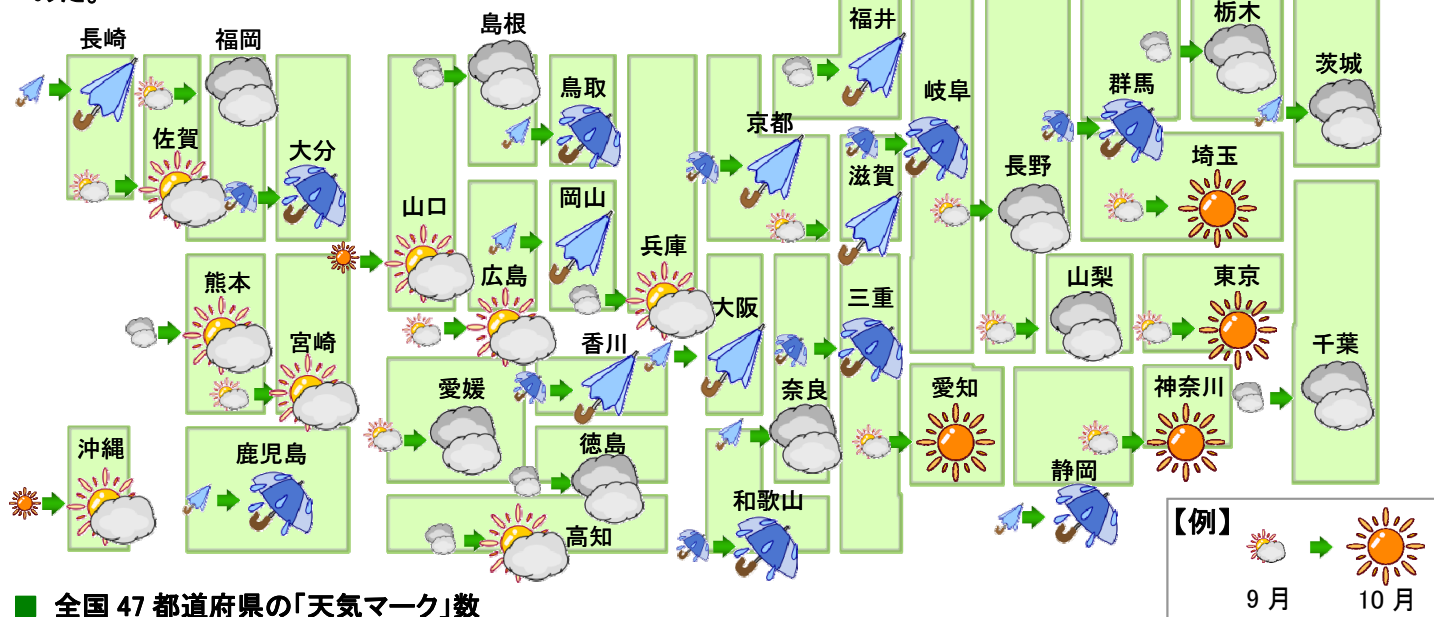 めた。
福井
栃木
島根
長崎
福岡
茨城
鳥取
岐阜
群馬
京都
佐賀
大分
滋賀
長野
埼玉
山口
岡山
兵庫
熊本
広島
大阪
三重
山梨
東京
宮崎
香川
千葉
愛媛
奈良
愛知
神奈川
沖縄
鹿児島
徳島
静岡
和歌山
高知
【例】
9 月
10 月
■ 全国 47 都道府県の「天気マーク」数